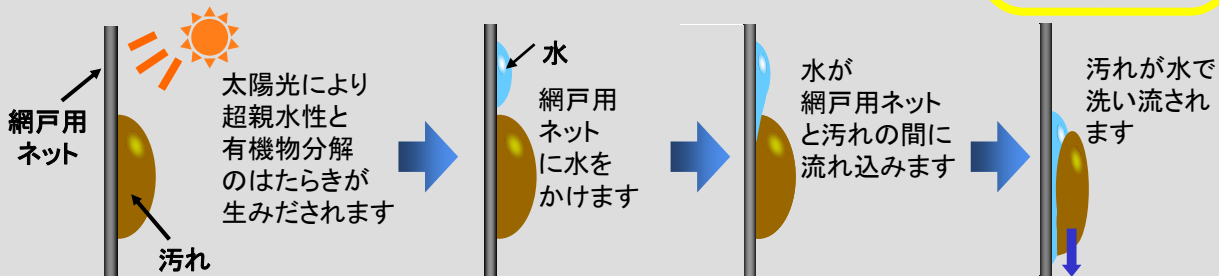 網戸用
ネット
太陽光により
超親水性と
有機物分解
のはたらきが
生みだされます
汚れ
水
網戸用
ネット
に水を
かけます
水が
網戸用ネット
と汚れの間に
流れ込みます
汚れが水で
洗い流され
ます